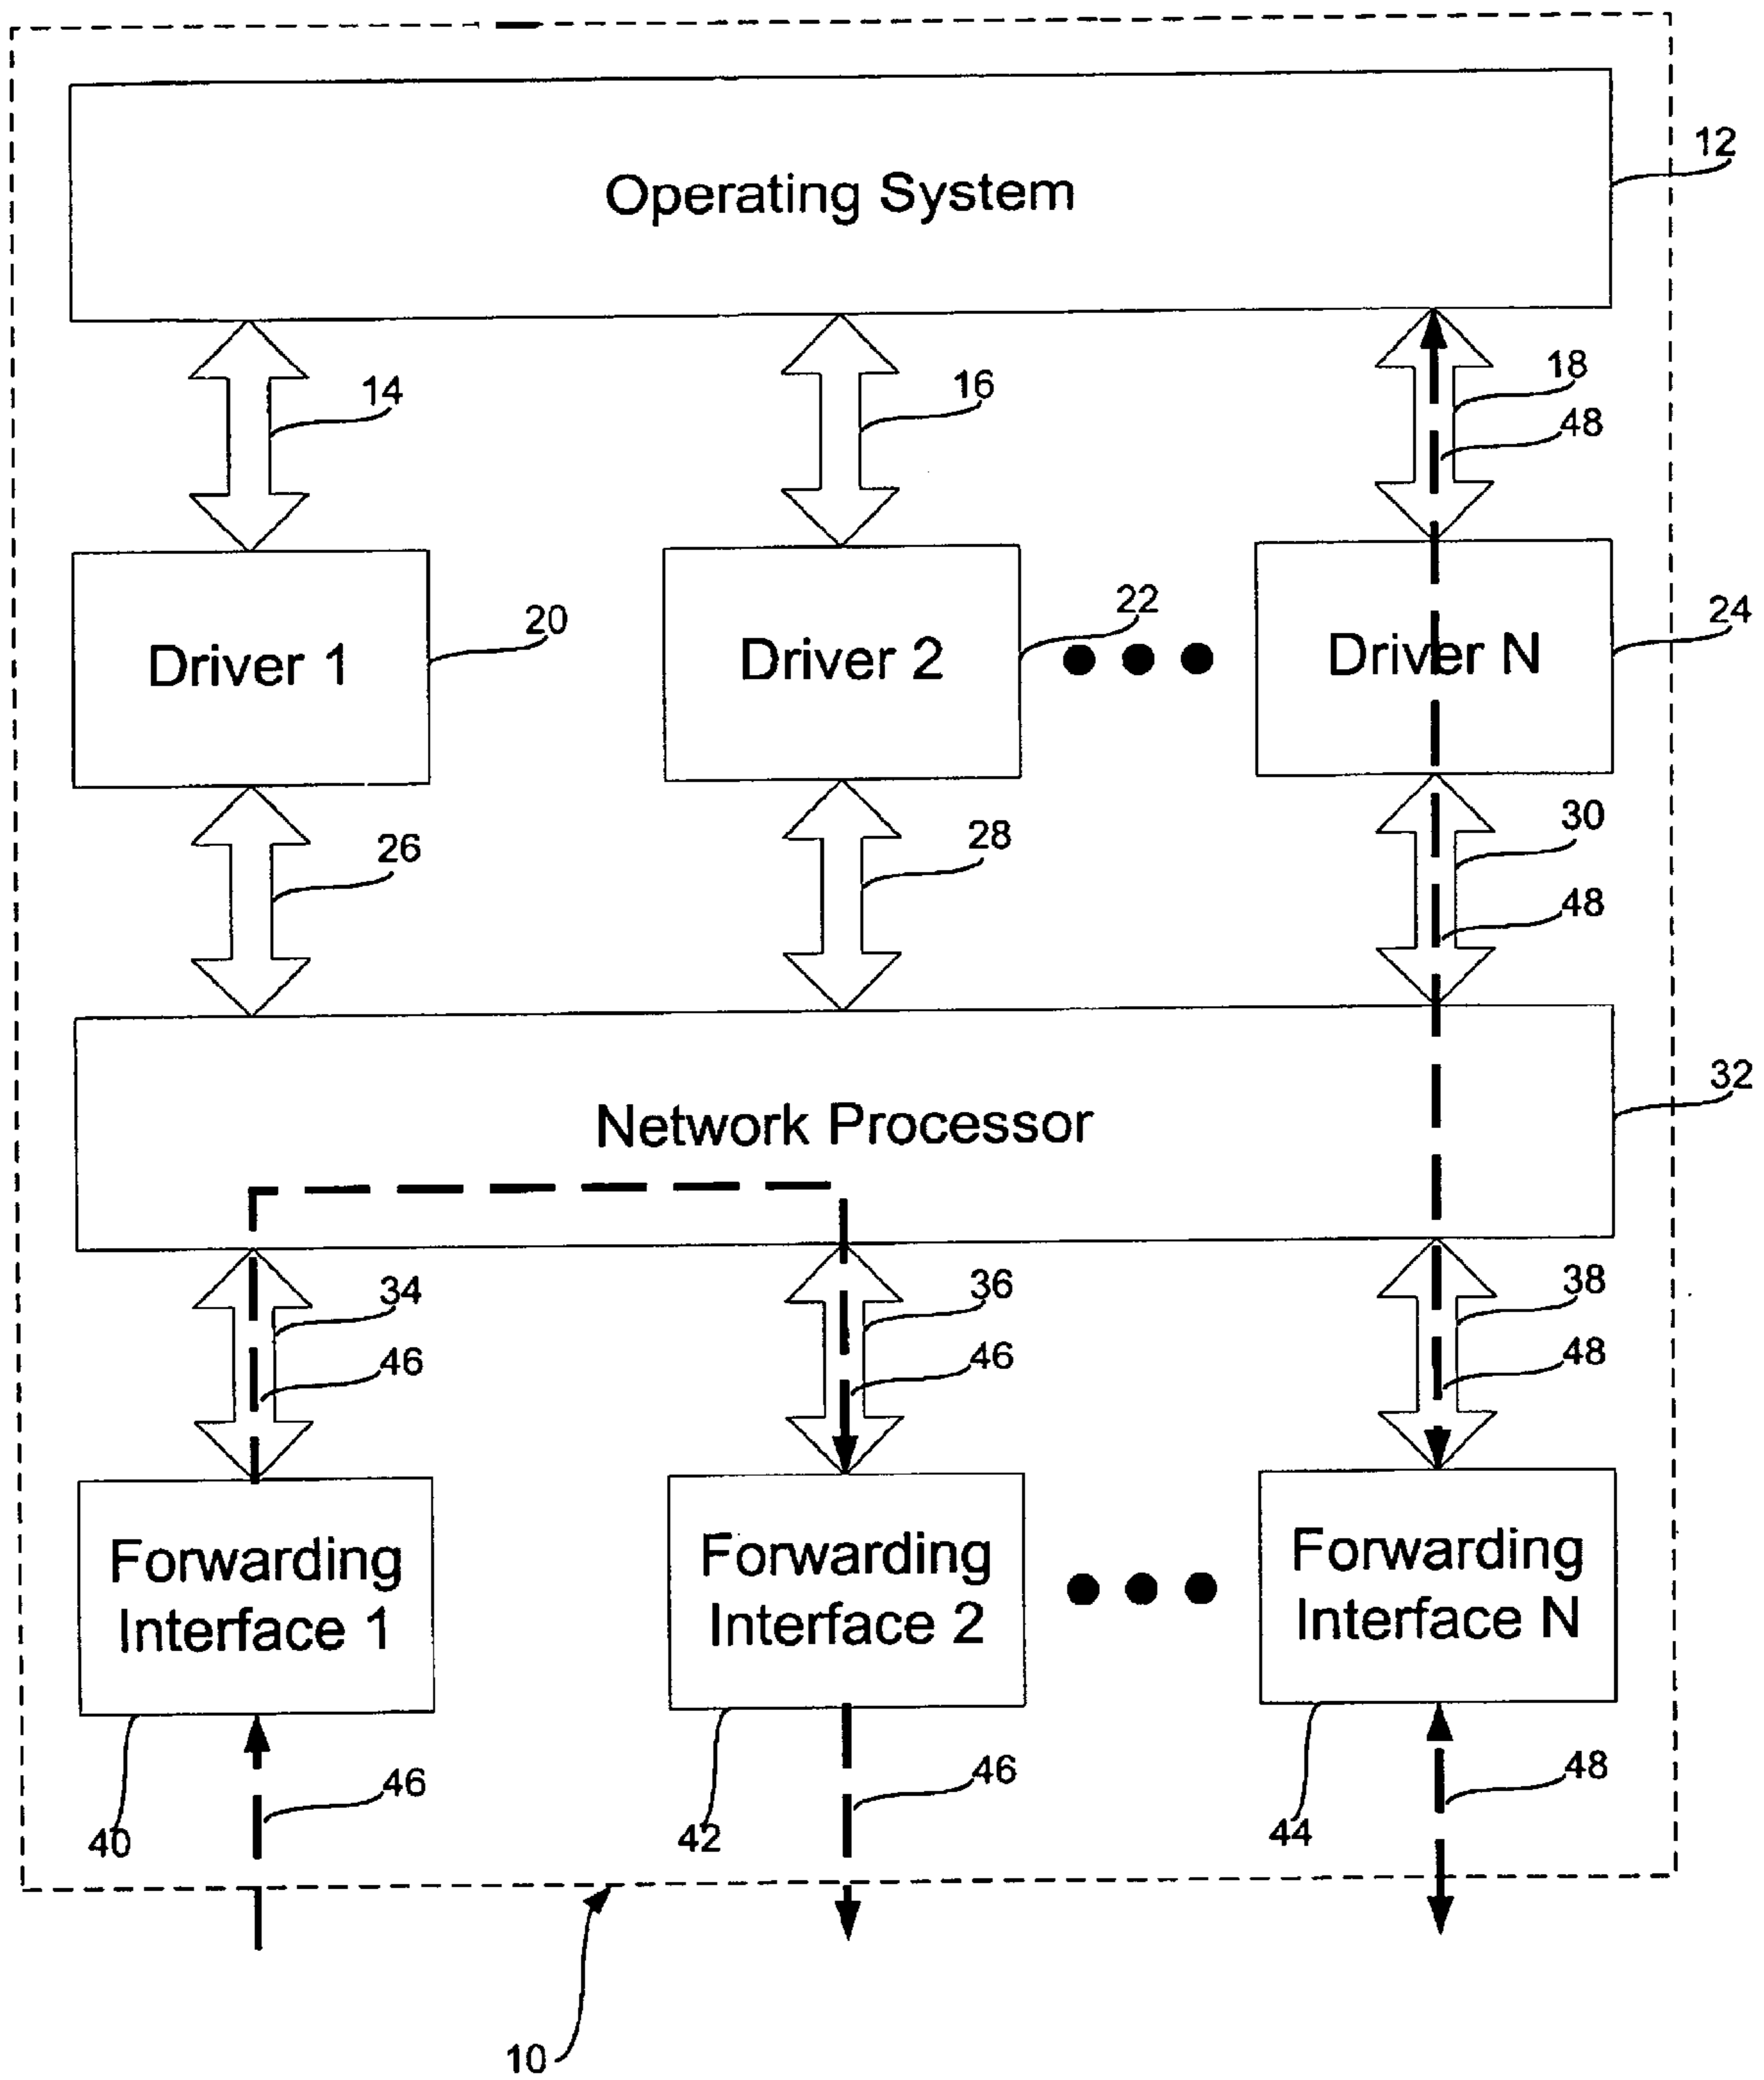 Operating System
12
14
16
18
48
Driver 1
20
Driver 2
22
Driver N
24
26
28
30
48
Network Processor
32
34
46
36
46
38
48
Forwarding
Interface 1
Forwarding
Interface 2
Forwarding
Interface N
40
46
42
46
44
48
10